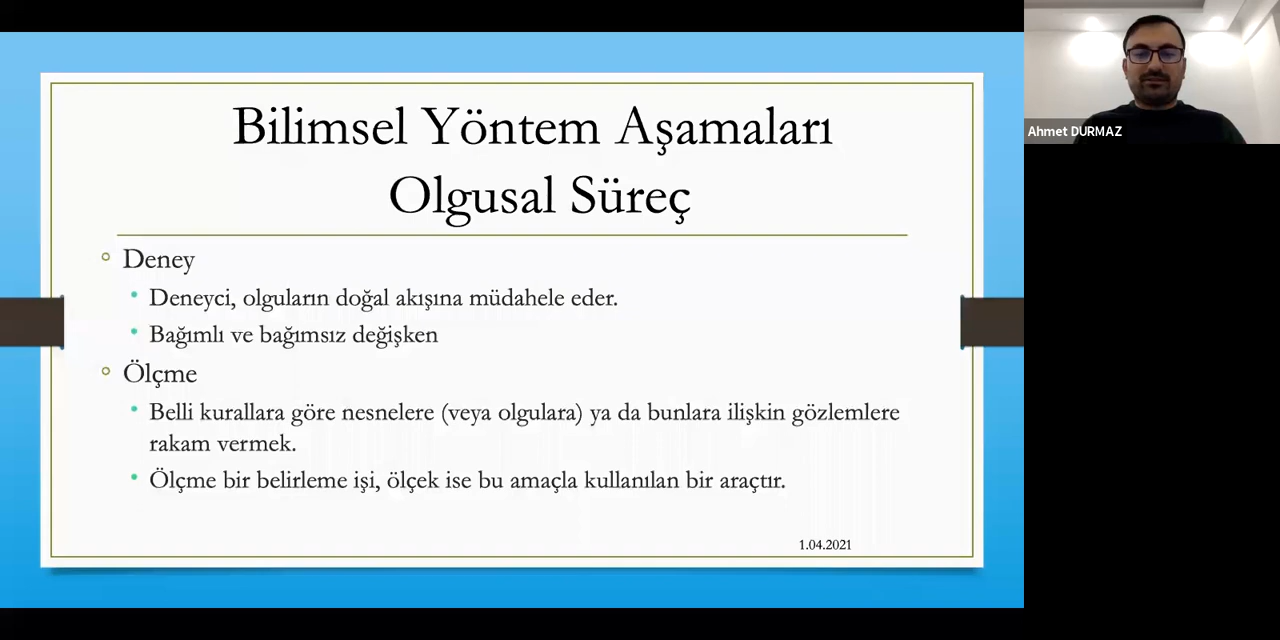 Bilimsel Yöntem Aşamaları
Olgusal Süreç
Deney
Deneyci, olguların doğal akışına müdahele eder.
Bağımlı ve bağımsız değişken
Ölçme
Belli kurallara göre nesnelere (veya olgulara) ya da bunlara ilişkin gözlemlere
rakam vermek.
Ölçme bir belirleme işi, ölçek ise bu amaçla kullanılan bir araçtır.
1.04.2021
Ahmet DURMAZ